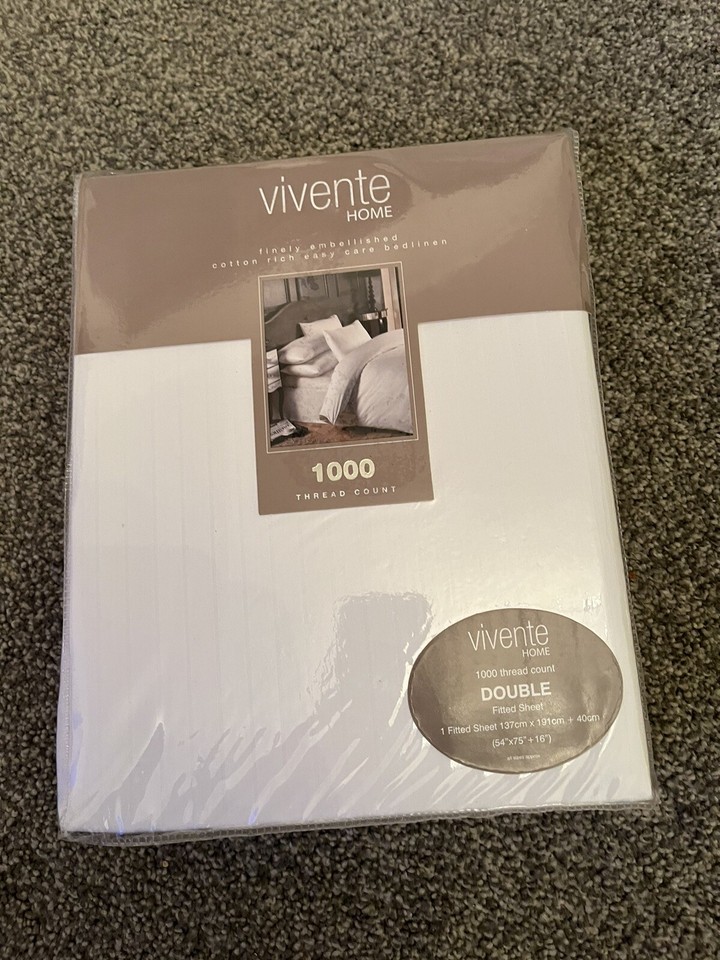 vivente
HOME
finely embellished
cotton rich easy care bedlinen
1000
THREAD COUNT
vivente
HOME
1000 thread count
DOUBLE
Fitted Sheet
1 Fitted Sheet 137cm x 191cm + 40cm
(54"x75"+16")